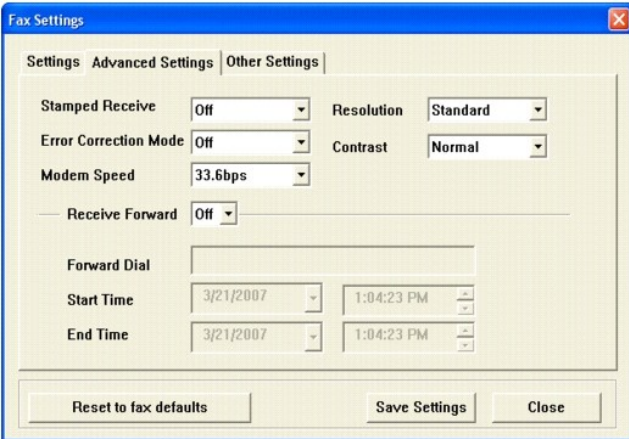 Fax Settings
Settings Advanced Settings Other Settings
Stamped Receive Off Resolution Standard
Error Correction Mode Off Contrast Normal
Modem Speed 33.6bps
Receive Forward Off
Forward Dial
Start Time 3/21/2007 1:04:23 PM
End Time 3/21/2007 1:04:23 PM
Reset to fax defaults Save Settings Close